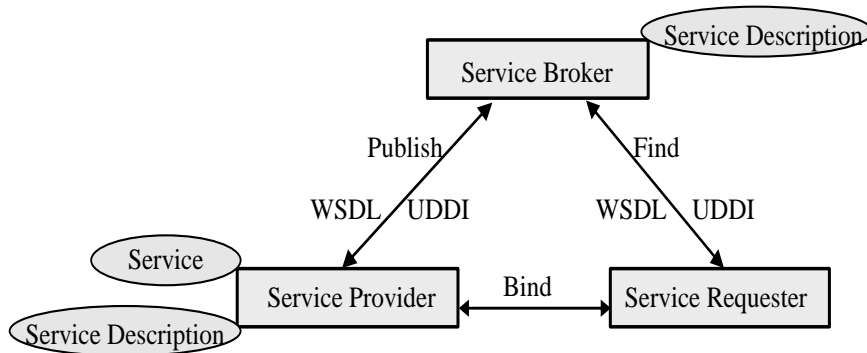 Service Description
Service Broker
Publish
Find
WSDL UDDI
WSDL UDDI
Service
Service Provider
Bind
Service Requester
Service Description